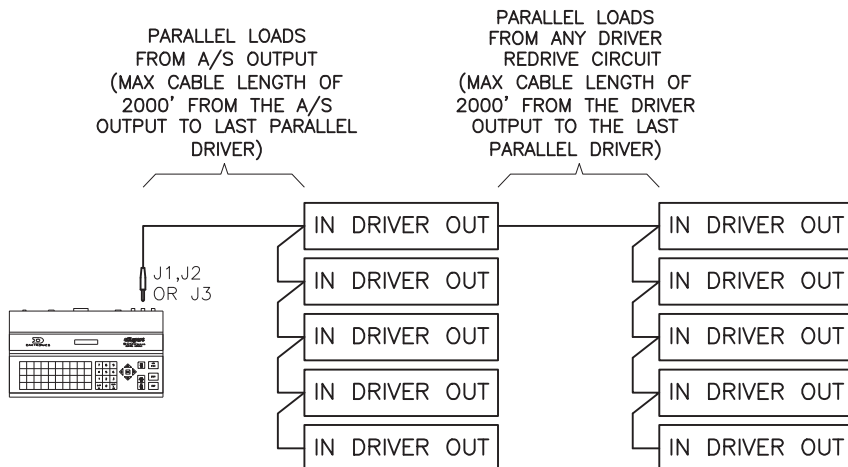 PARALLEL LOADS
FROM A/S OUTPUT
(MAX CABLE LENGTH OF
2000' FROM THE A/S
OUTPUT TO LAST PARALLEL
DRIVER)
PARALLEL LOADS
FROM ANY DRIVER
REDRIVE CIRCUIT
(MAX CABLE LENGTH OF
2000' FROM THE DRIVER
OUTPUT TO THE LAST
PARALLEL DRIVER)
J1,J2
OR J3
DAKTRONICS
IN DRIVER OUT
IN DRIVER OUT
IN DRIVER OUT
IN DRIVER OUT
IN DRIVER OUT
IN DRIVER OUT
IN DRIVER OUT
IN DRIVER OUT
IN DRIVER OUT
IN DRIVER OUT